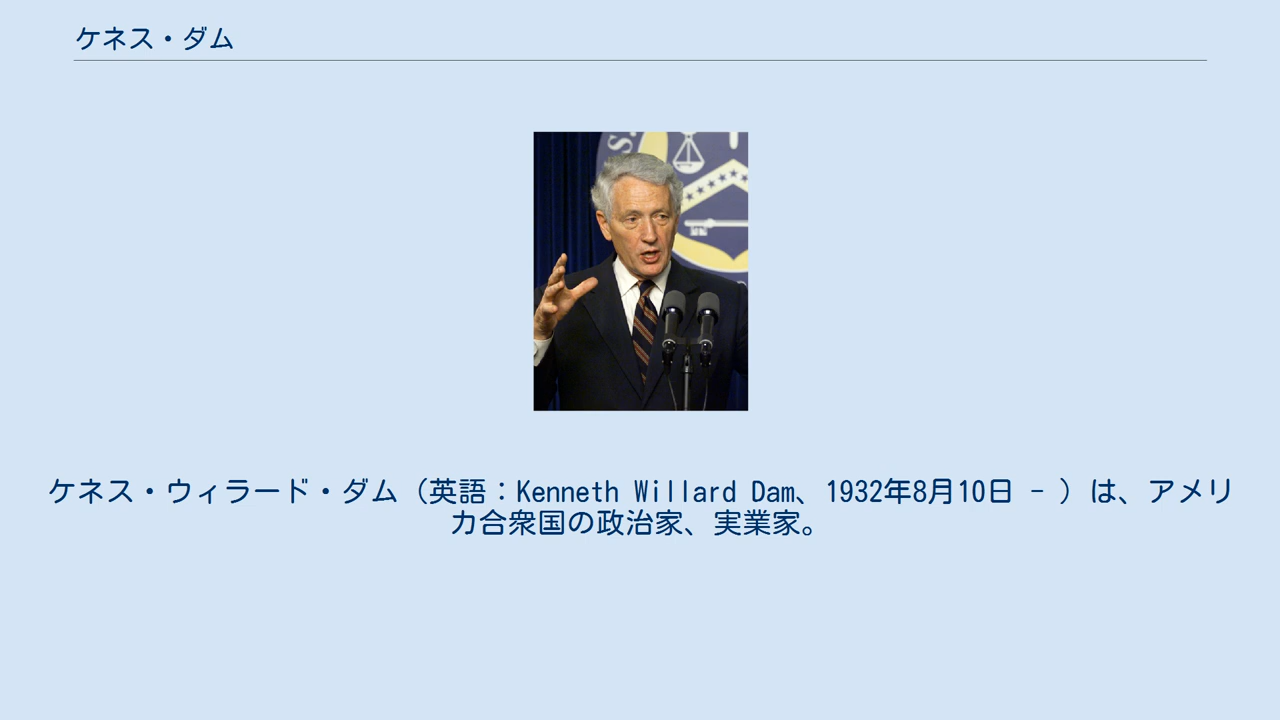 ケネス・ダム
S.
ケネス・ウィラード・ダム（英語：Kenneth Willard Dam、1932年8月10日 - ）は、アメリ
カ合衆国の政治家、実業家。